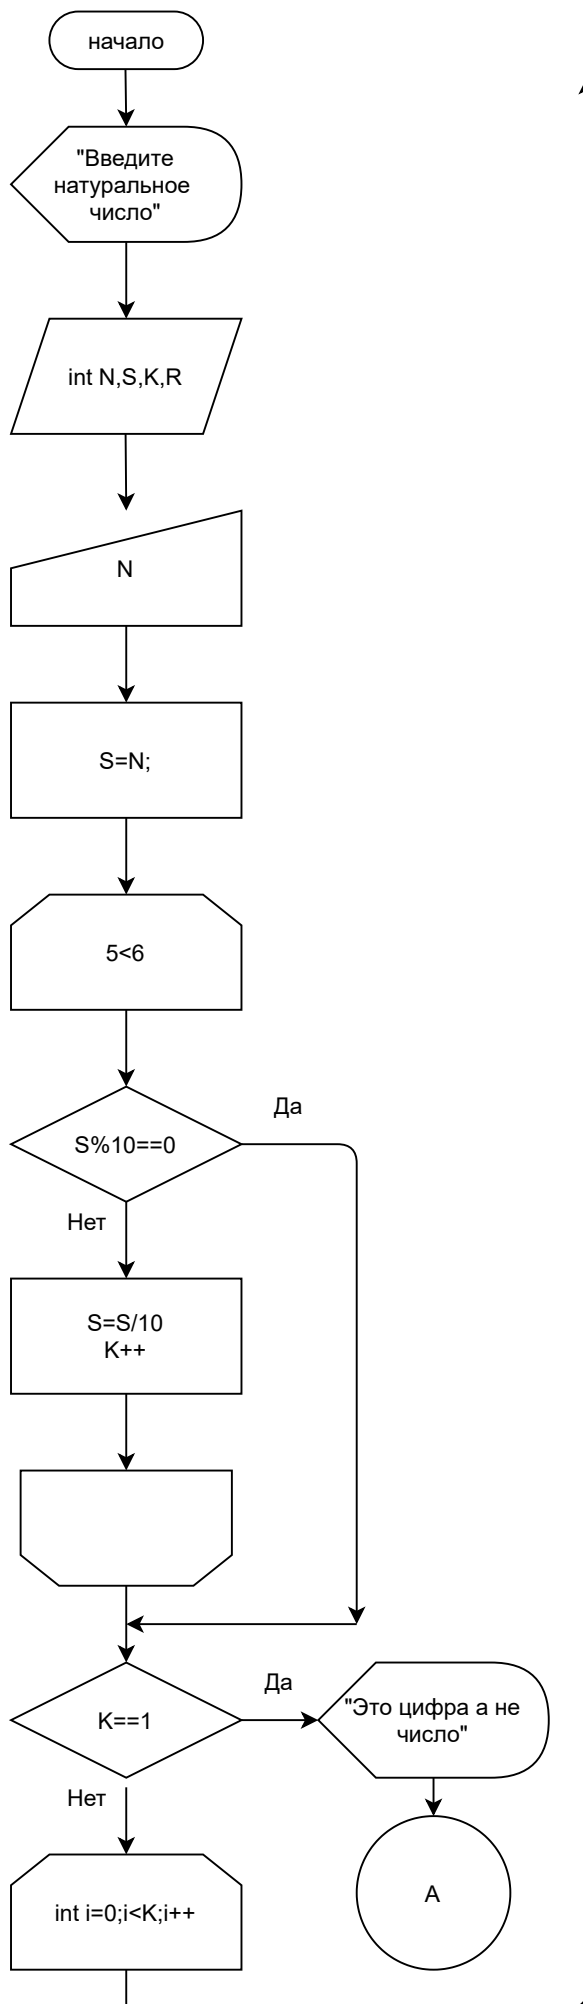 начало
"Введите
натуральное
число"
int N,S,K,R
N
S=N;
5<6
Да
S%10==0
Нет
S=S/10
K++
Да
"Это цифра а не
число"
K==1
Нет
A
int i=0;i<K;i++